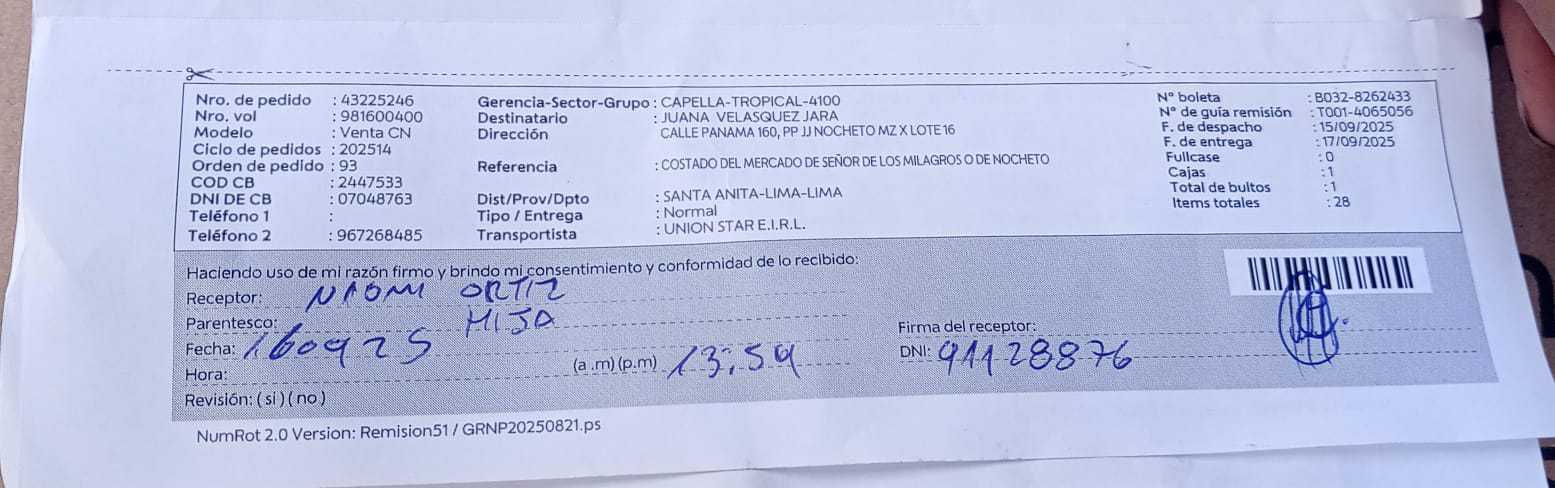 Nro. de pedido : 43225246
Nro. vol : 981600400
Modelo : Venta CN
Ciclo de pedidos : 202514
Orden de pedido : 93
COD CB : 2447533
DNI DE CB : 07048763
Teléfono 1 :
Teléfono 2 : 967268485
Gerencia-Sector-Grupo : CAPELLA-TROPICAL-4100
Destinatario : JUANA VELASQUEZ JARA
Dirección CALLE PANAMA 160, PP JJ NOCHETO MZ X LOTE 16
Referencia : COSTADO DEL MERCADO DE SEÑOR DE LOS MILAGROS O DE NOCHETO
Dist/Prov/Dpto : SANTA ANITA-LIMA-LIMA
Tipo / Entrega : Normal
Transportista : UNION STAR E.I.R.L.
N° boleta : B032-8262433
N° de guía remisión : T001-4065056
F. de despacho : 15/09/2025
F. de entrega : 17/09/2025
Fullcase : 0
Cajas : 1
Total de bultos : 1
Items totales : 28
Haciendo uso de mi razón firmo y brindo mi consentimiento y conformidad de lo recibido:
Receptor: NAOMI ORTIZ
Parentesco: HIJA
Fecha: 160925
Hora: (a .m) (p.m) 13:59
Revisión: ( si ) ( no )
Firma del receptor:
DNI: 91128876
NumRot 2.0 Version: Remision51 / GRNP20250821.ps